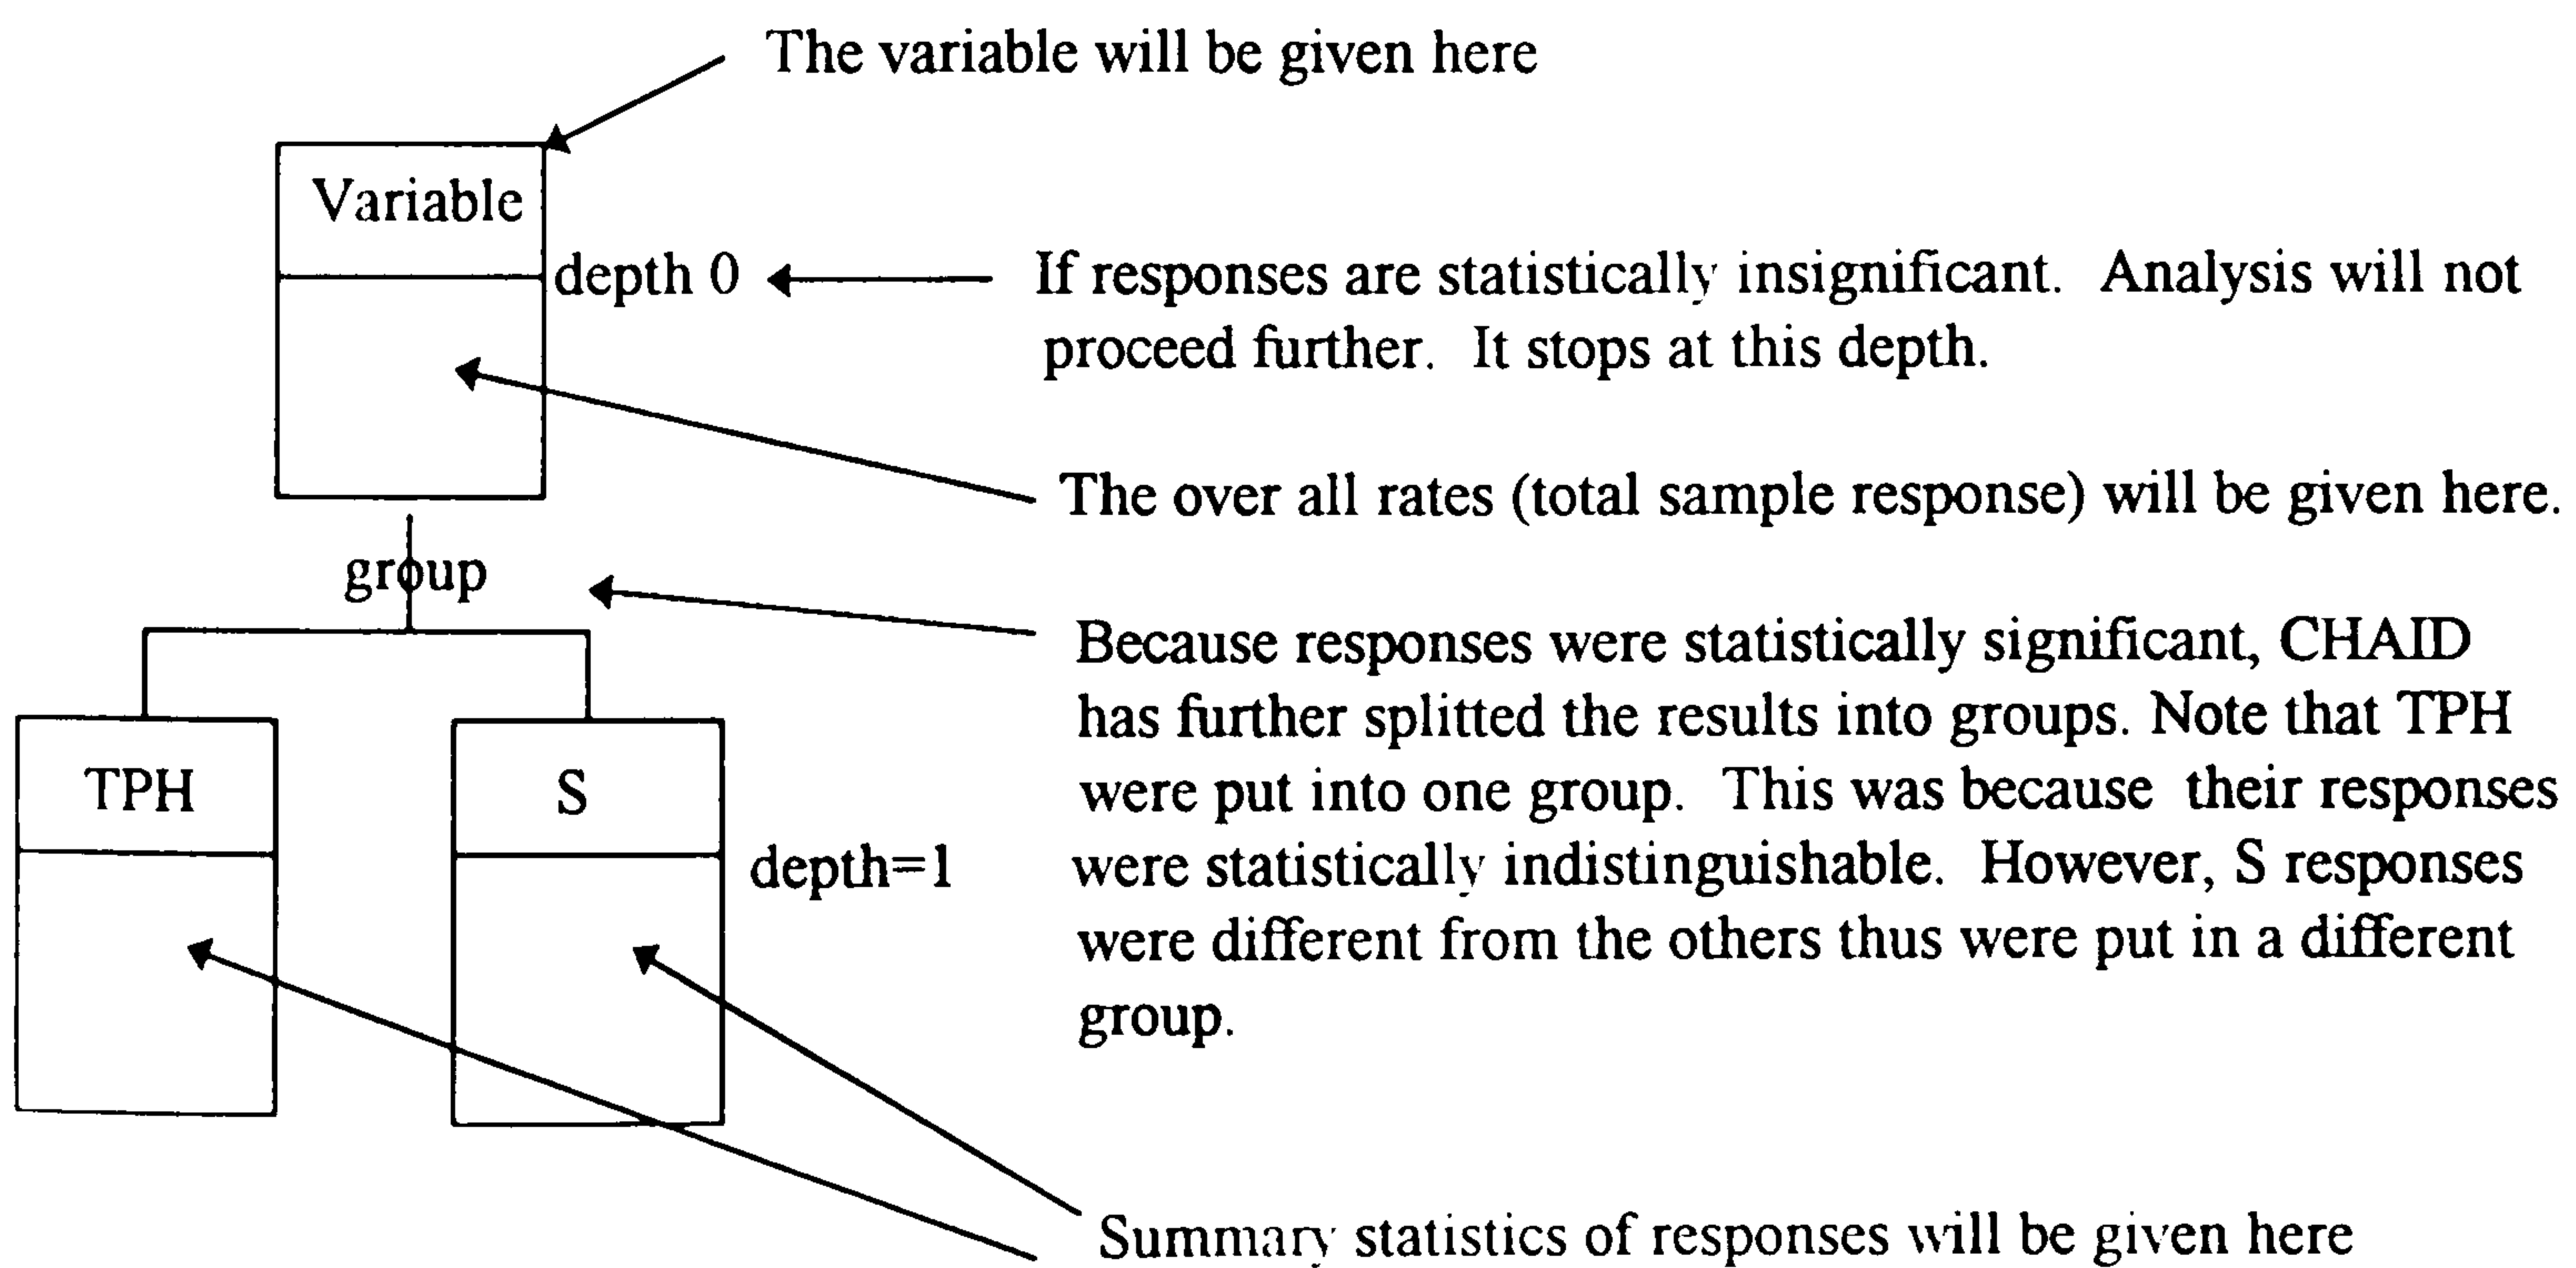 The variable will be given here
Variable
depth 0
If responses are statistically insignificant. Analysis will not
proceed further. It stops at this depth.
The over all rates (total sample response) will be given here.
group
Because responses were statistically significant, CHAID
has further splitted the results into groups. Note that TPH
were put into one group. This was because their responses
were statistically indistinguishable. However, S responses
were different from the others thus were put in a different
group.
TPH
S
depth=1
Summary statistics of responses will be given here